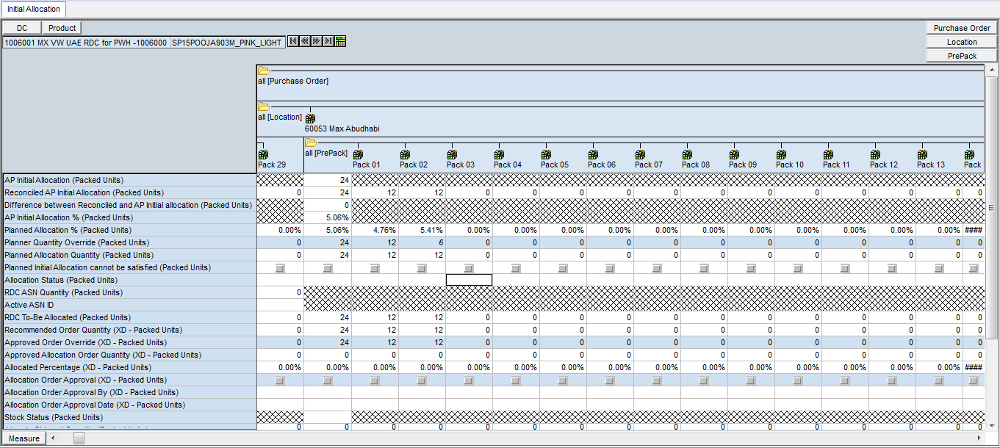 Initial Allocation
DC Product Purchase Order
1006001 MX VW UAE RDC for PWH -1006000 SP15POOJA903M_PINK_LIGHT Location
PrePack
all [Purchase Order]
all [Location]
60053 Max Abudhabi
all [PrePack]
Pack 29 Pack 01 Pack 02 Pack 03 Pack 04 Pack 05 Pack 06 Pack 07 Pack 08 Pack 09 Pack 10 Pack 11 Pack 12 Pack 13 Pack
AP Initial Allocation (Packed Units) 24
Reconciled AP Initial Allocation (Packed Units) 0 24 12 12 0 0 0 0 0 0 0 0 0 0 0 0
Difference between Reconciled and AP Initial allocation (Packed Units) 0
AP Initial Allocation % (Packed Units) 5.06%
Planned Allocation % (Packed Units) 0.00% 5.06% 4.76% 5.41% 0.00% 0.00% 0.00% 0.00% 0.00% 0.00% 0.00% 0.00% 0.00% 0.00% 0.00% ####
Planner Quantity Override (Packed Units) 0 24 12 6 0 0 0 0 0 0 0 0 0 0 0 0
Planned Allocation Quantity (Packed Units) 0 24 12 12 0 0 0 0 0 0 0 0 0 0 0 0
Planned Initial Allocation cannot be satisfied (Packed Units)
Allocation Status (Packed Units)
RDC ASN Quantity (Packed Units) 0
Active ASN ID
RDC To-Be Allocated (Packed Units) 0 24 12 12 0 0 0 0 0 0 0 0 0 0 0 0
Recommended Order Quantity (XD - Packed Units) 0 24 12 12 0 0 0 0 0 0 0 0 0 0 0 0
Approved Order Override (XD - Packed Units) 0 24 12 12 0 0 0 0 0 0 0 0 0 0 0 0
Approved Allocation Order Quantity (XD - Packed Units) 0 0 0 0 0 0 0 0 0 0 0 0 0 0 0 0
Allocated Percentage (XD - Packed Units) 0.00% 0.00% 0.00% 0.00% 0.00% 0.00% 0.00% 0.00% 0.00% 0.00% 0.00% 0.00% 0.00% 0.00% 0.00% ####
Allocation Order Approval (XD - Packed Units)
Allocation Order Approval By (XD - Packed Units)
Allocation Order Approval Date (XD - Packed Units)
Stock Status (Packed Units)
0 0 0 0 0 0 0 0 0 0 0 0 0 0 0 0
Measure